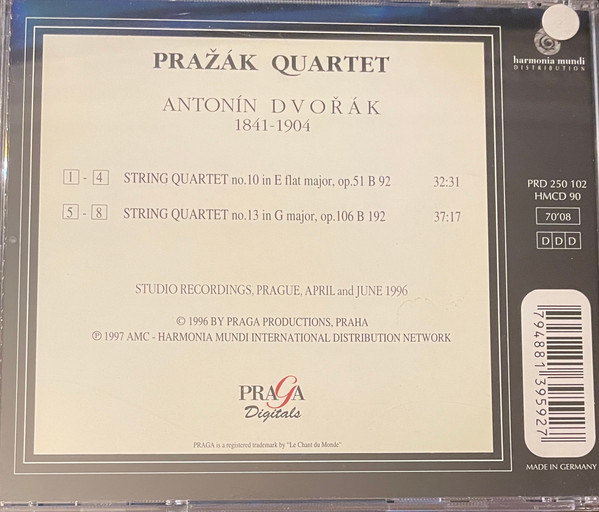 PRAŽÁK QUARTET
ANTONÍN DVOŘÁK
1841-1904
1 - 4 STRING QUARTET no.10 in E flat major, op.51 B 92 32:31
5 - 8 STRING QUARTET no.13 in G major, op.106 B 192 37:17
STUDIO RECORDINGS, PRAGUE, APRIL and JUNE 1996
© 1996 BY PRAGA PRODUCTIONS, PRAHA
℗ 1997 AMC - HARMONIA MUNDI INTERNATIONAL DISTRIBUTION NETWORK
PRAGA
Digitals
PRAGA is a registered trademark by "Le Chant du Monde"
harmonia mundi
DISTRIBUTION
PRD 250 102
HMCD 90
70'08
DDD
794881395927
MADE IN GERMANY